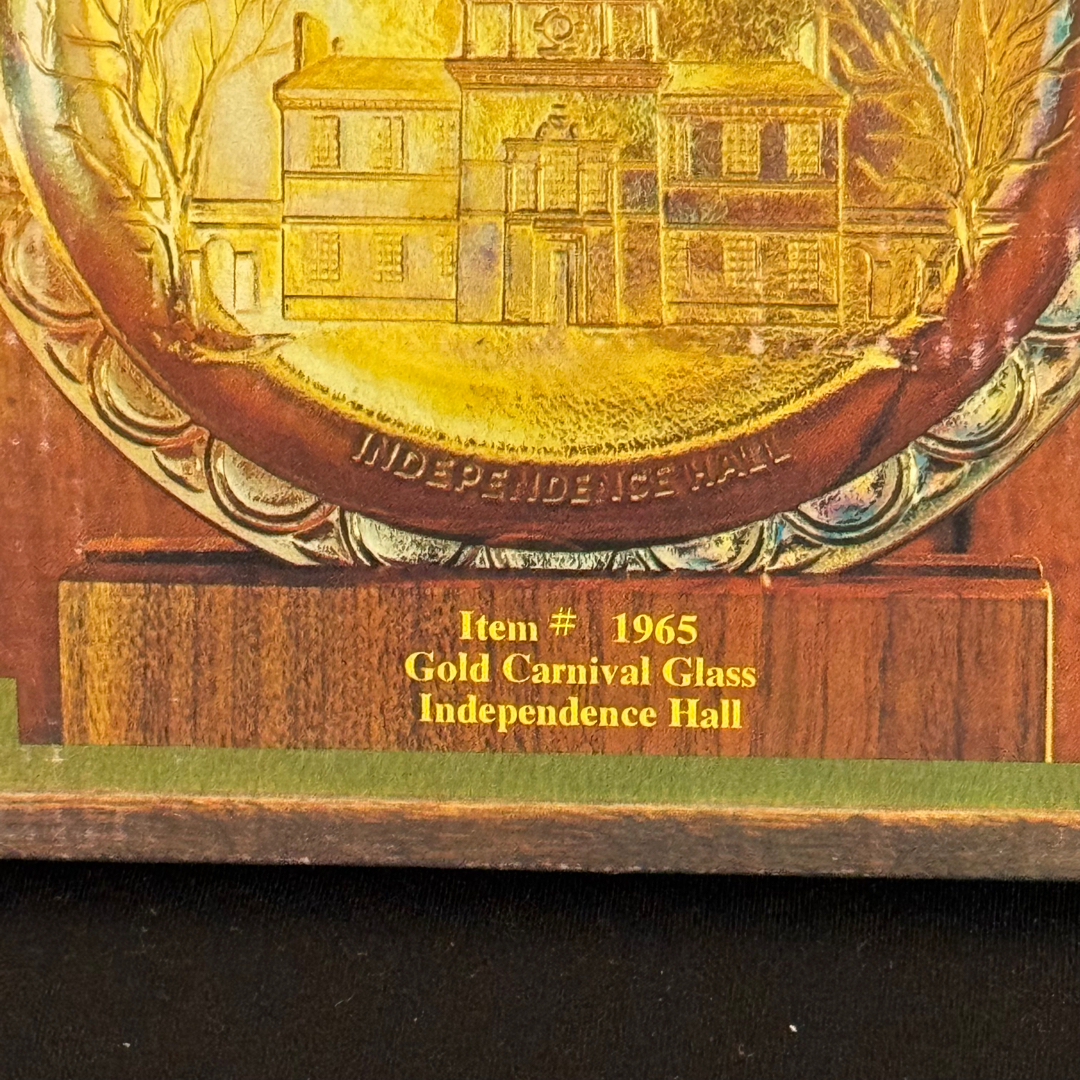 INDEPENDENCE HALL
Item # 1965
Gold Carnival Glass
Independence Hall